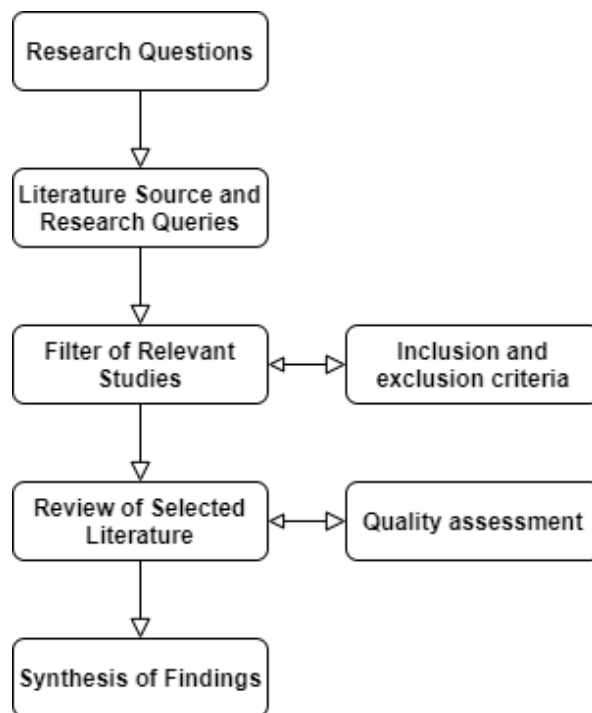 Research Questions
Literature Source and
Research Queries
Filter of Relevant
Studies
Inclusion and
exclusion criteria
Review of Selected
Literature
Quality assessment
Synthesis of Findings